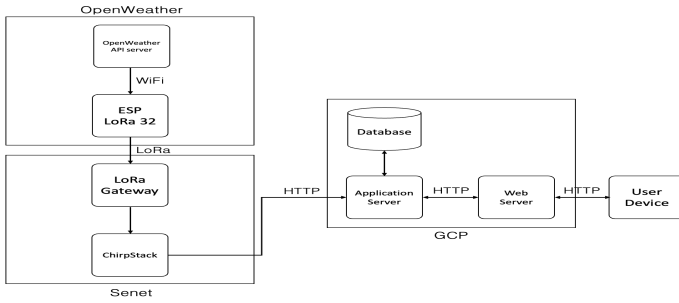 OpenWeather
OpenWeather
API server
WiFi
ESP
LoRa 32
LoRa
LoRa
Gateway
ChirpStack
Senet
HTTP
Database
Application
Server
HTTP
Web
Server
GCP
HTTP
User
Device